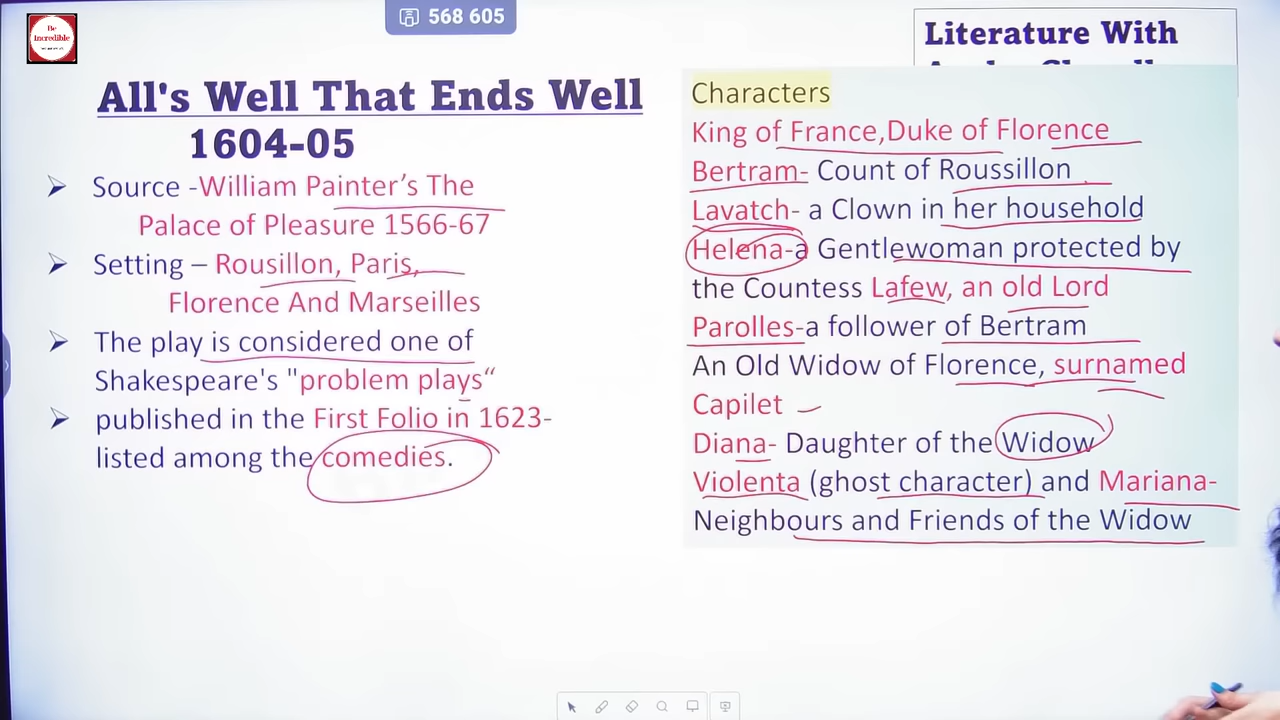 Be
Incredible
568 605
Literature With
All's Well That Ends Well
1604-05
Source -William Painter’s The
Palace of Pleasure 1566-67
Setting – Rousillon, Paris,
Florence And Marseilles
The play is considered one of
Shakespeare's "problem plays“
published in the First Folio in 1623-
listed among the comedies.
Characters
King of France,Duke of Florence
Bertram- Count of Roussillon
Lavatch- a Clown in her household
Helena-a Gentlewoman protected by
the Countess Lafew, an old Lord
Parolles-a follower of Bertram
An Old Widow of Florence, surnamed
Capilet
Diana- Daughter of the Widow
Violenta (ghost character) and Mariana-
Neighbours and Friends of the Widow